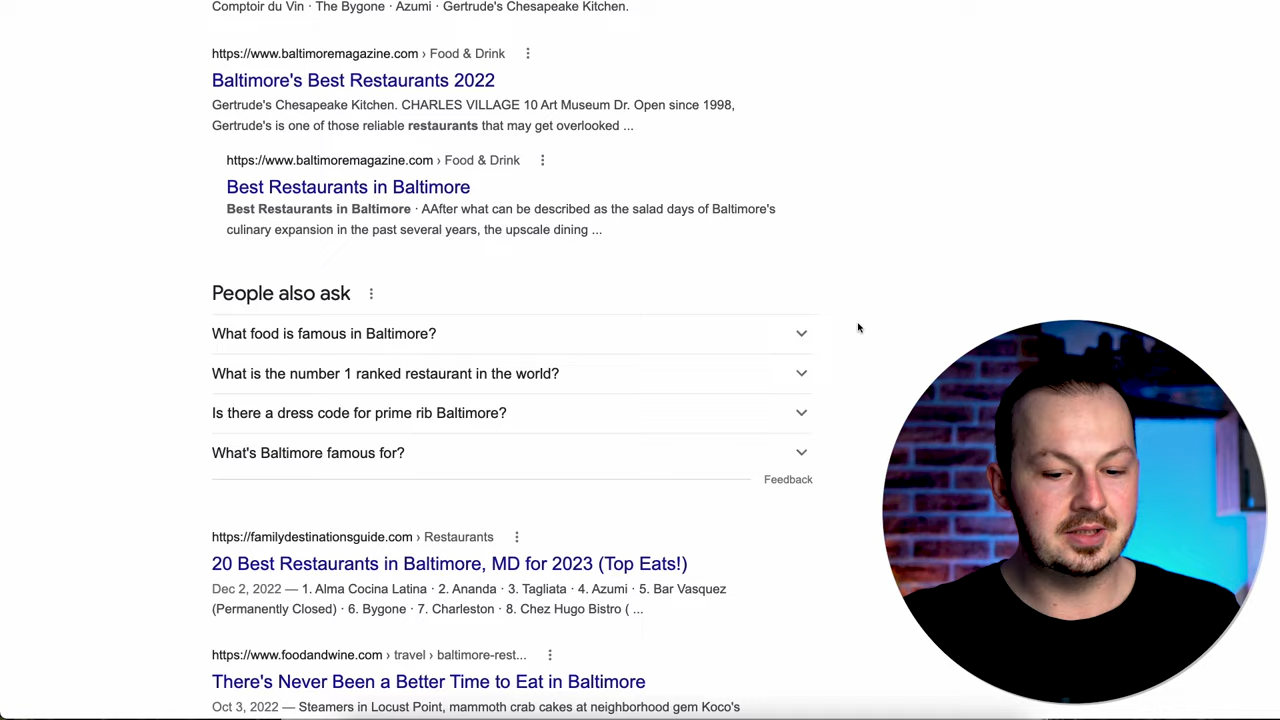 Comptoir du Vin · The Bygone · Azumi · Gertrude's Chesapeake Kitchen.
https://www.baltimoremagazine.com › Food & Drink
Baltimore's Best Restaurants 2022
Gertrude's Chesapeake Kitchen. CHARLES VILLAGE 10 Art Museum Dr. Open since 1998,
Gertrude's is one of those reliable restaurants that may get overlooked ...
https://www.baltimoremagazine.com › Food & Drink
Best Restaurants in Baltimore
Best Restaurants in Baltimore · AAfter what can be described as the salad days of Baltimore's
culinary expansion in the past several years, the upscale dining ...
People also ask
What food is famous in Baltimore?
What is the number 1 ranked restaurant in the world?
Is there a dress code for prime rib Baltimore?
What's Baltimore famous for?
Feedback
https://familydestinationsguide.com › Restaurants
20 Best Restaurants in Baltimore, MD for 2023 (Top Eats!)
Dec 2, 2022 — 1. Alma Cocina Latina · 2. Ananda · 3. Tagliata · 4. Azumi · 5. Bar Vasquez
(Permanently Closed) · 6. Bygone · 7. Charleston · 8. Chez Hugo Bistro ( ...
https://www.foodandwine.com › travel › baltimore-rest...
There's Never Been a Better Time to Eat in Baltimore
Oct 3, 2022 — Steamers in Locust Point, mammoth crab cakes at neighborhood gem Koco's